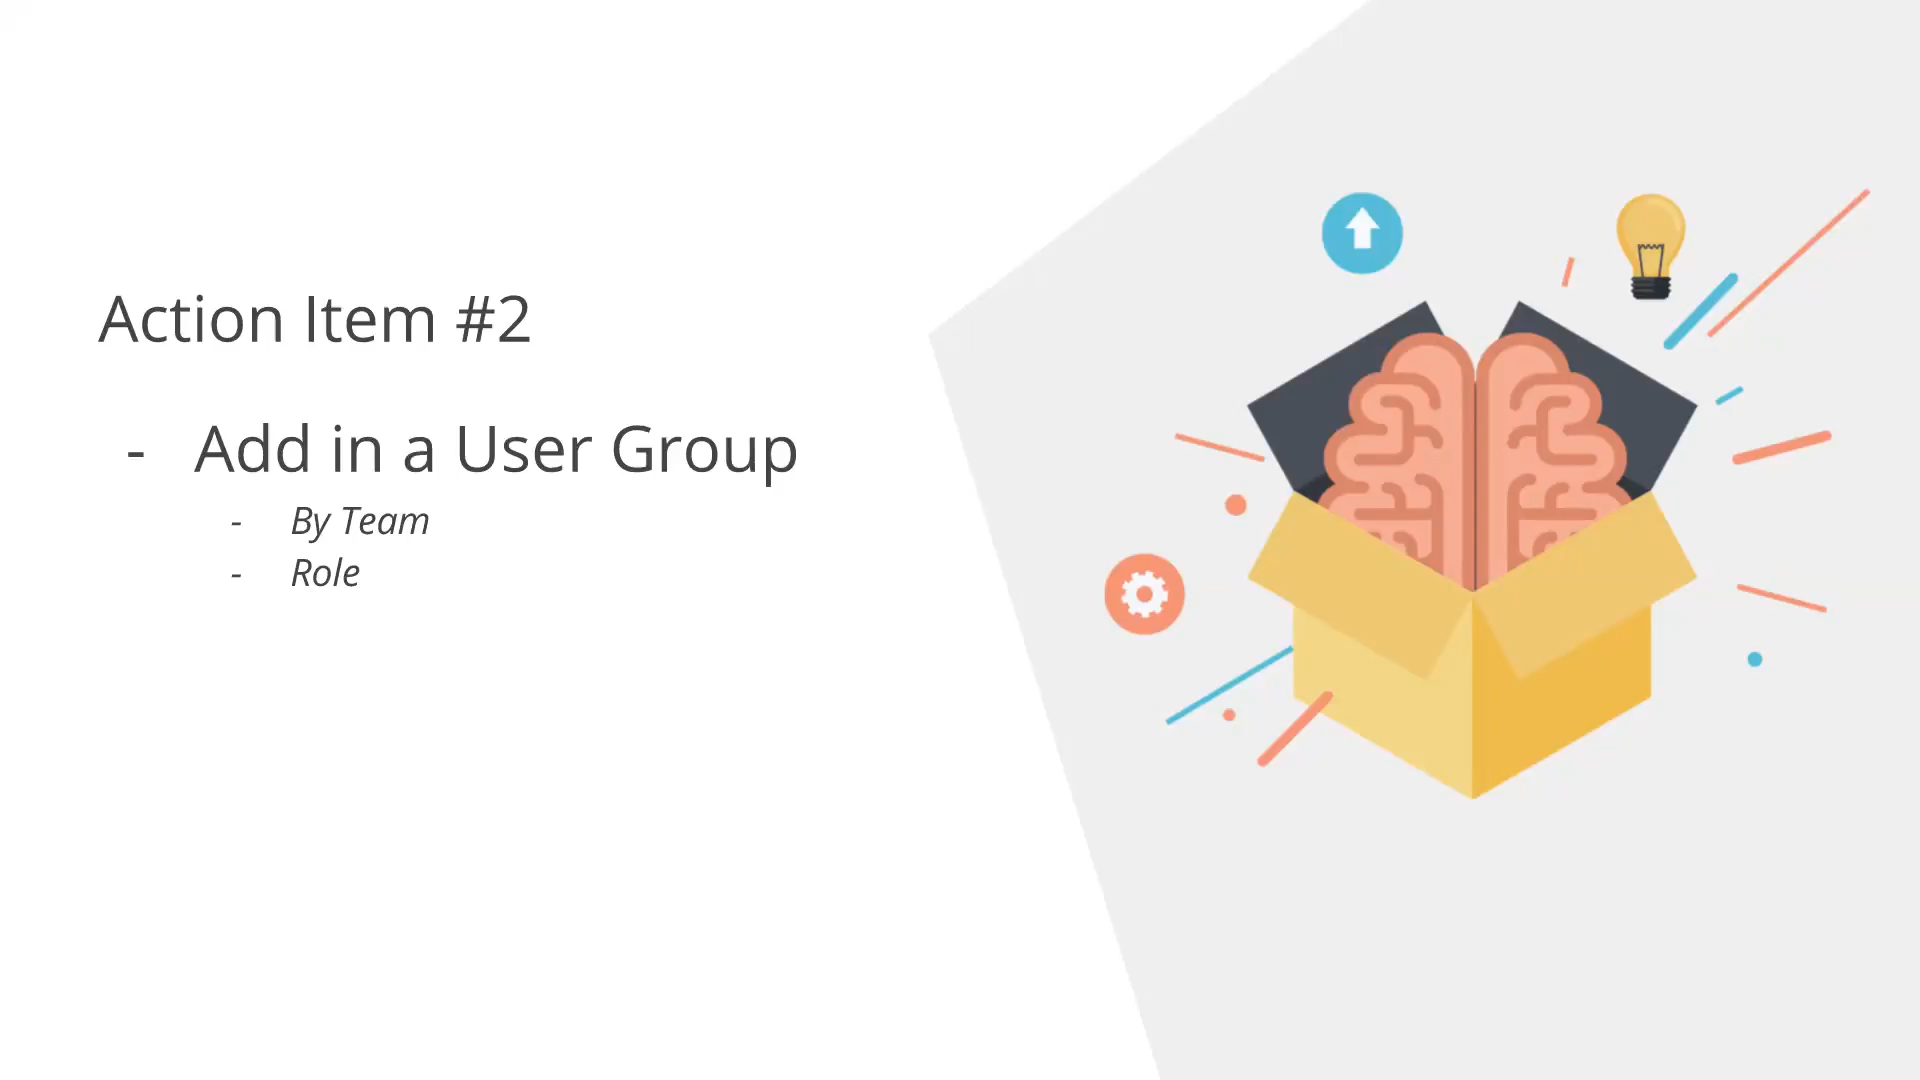 Action Item #2
- Add in a User Group
- By Team
- Role